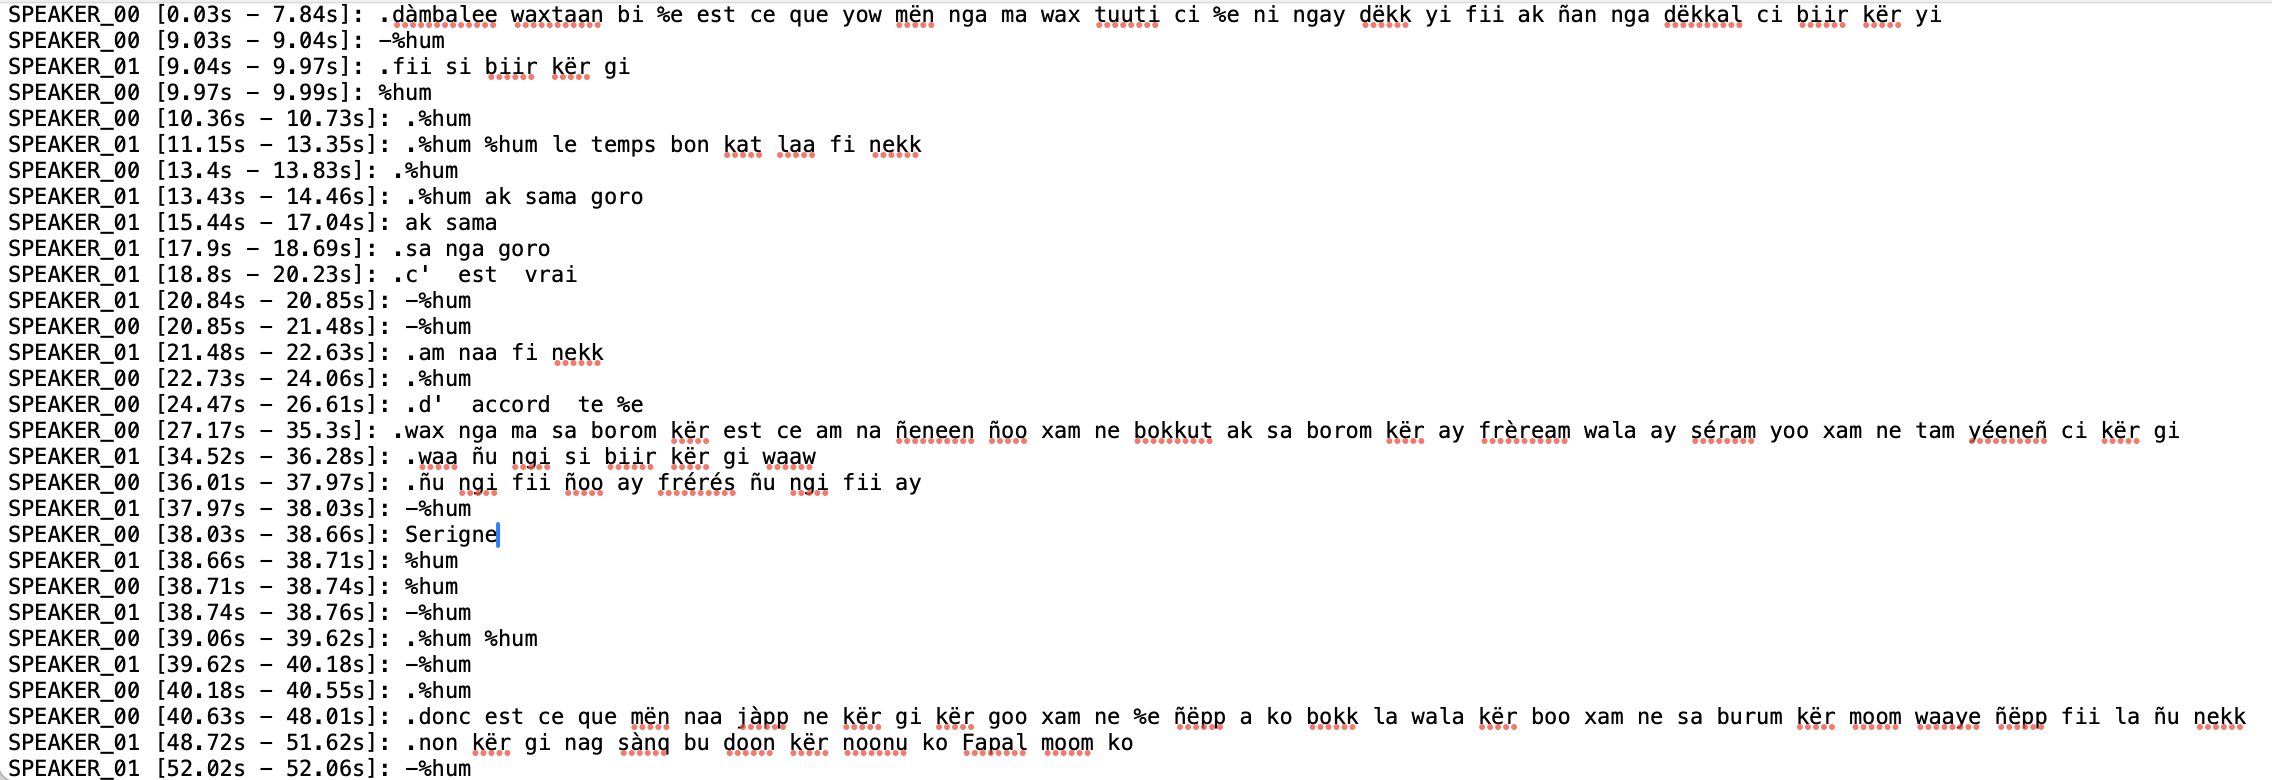 SPEAKER_00 [0.03s – 7.84s]: .dàmbalee waxtaan bi %e est ce que yow mën nga ma wax tuuti ci %e ni ngay dëkk yi fii ak ñan nga dëkkal ci biir kër yi
SPEAKER_00 [9.03s – 9.04s]: –%hum
SPEAKER_01 [9.04s – 9.97s]: .fii si biir kër gi
SPEAKER_00 [9.97s – 9.99s]: %hum
SPEAKER_00 [10.36s – 10.73s]: .%hum
SPEAKER_01 [11.15s – 13.35s]: .%hum %hum le temps bon kat laa fi nekk
SPEAKER_00 [13.4s – 13.83s]: .%hum
SPEAKER_01 [13.43s – 14.46s]: .%hum ak sama goro
SPEAKER_01 [15.44s – 17.04s]: ak sama
SPEAKER_01 [17.9s – 18.69s]: .sa nga goro
SPEAKER_01 [18.8s – 20.23s]: .c'  est  vrai
SPEAKER_01 [20.84s – 20.85s]: –%hum
SPEAKER_00 [20.85s – 21.48s]: –%hum
SPEAKER_01 [21.48s – 22.63s]: .am naa fi nekk
SPEAKER_00 [22.73s – 24.06s]: .%hum
SPEAKER_00 [24.47s – 26.61s]: .d'  accord  te %e
SPEAKER_00 [27.17s – 35.3s]: .wax nga ma sa borom kër est ce am na ñeneen ñoo xam ne bokkut ak sa borom kër ay frèream wala ay séram yoo xam ne tam yéeneñ ci kër gi
SPEAKER_01 [34.52s – 36.28s]: .waa ñu ngi si biir kër gi waaw
SPEAKER_00 [36.01s – 37.97s]: .ñu ngi fii ñoo ay frérés ñu ngi fii ay
SPEAKER_01 [37.97s – 38.03s]: –%hum
SPEAKER_00 [38.03s – 38.66s]: Serigne
SPEAKER_01 [38.66s – 38.71s]: %hum
SPEAKER_00 [38.71s – 38.74s]: %hum
SPEAKER_01 [38.74s – 38.76s]: –%hum
SPEAKER_00 [39.06s – 39.62s]: .%hum %hum
SPEAKER_01 [39.62s – 40.18s]: –%hum
SPEAKER_00 [40.18s – 40.55s]: .%hum
SPEAKER_00 [40.63s – 48.01s]: .donc est ce que mën naa jàpp ne kër gi kër goo xam ne %e ñëpp a ko bokk la wala kër boo xam ne sa burum kër moom waaye ñëpp fii la ñu nekk
SPEAKER_01 [48.72s – 51.62s]: .non kër gi nag sànq bu doon kër noonu ko Fapal moom ko
SPEAKER_01 [52.02s – 52.06s]: –%hum